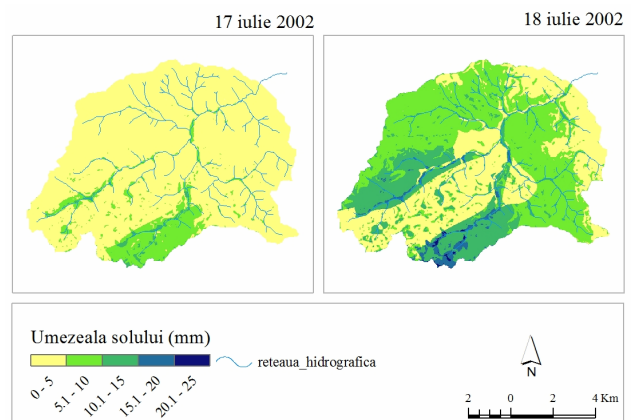 17 iulie 2002
18 iulie 2002
Umezeala solului (mm)
0 - 5
5.1 - 10
10.1 - 15
15.1 - 20
20.1 - 25
reteaua_hidrografica
N
2 0 2 4 Km